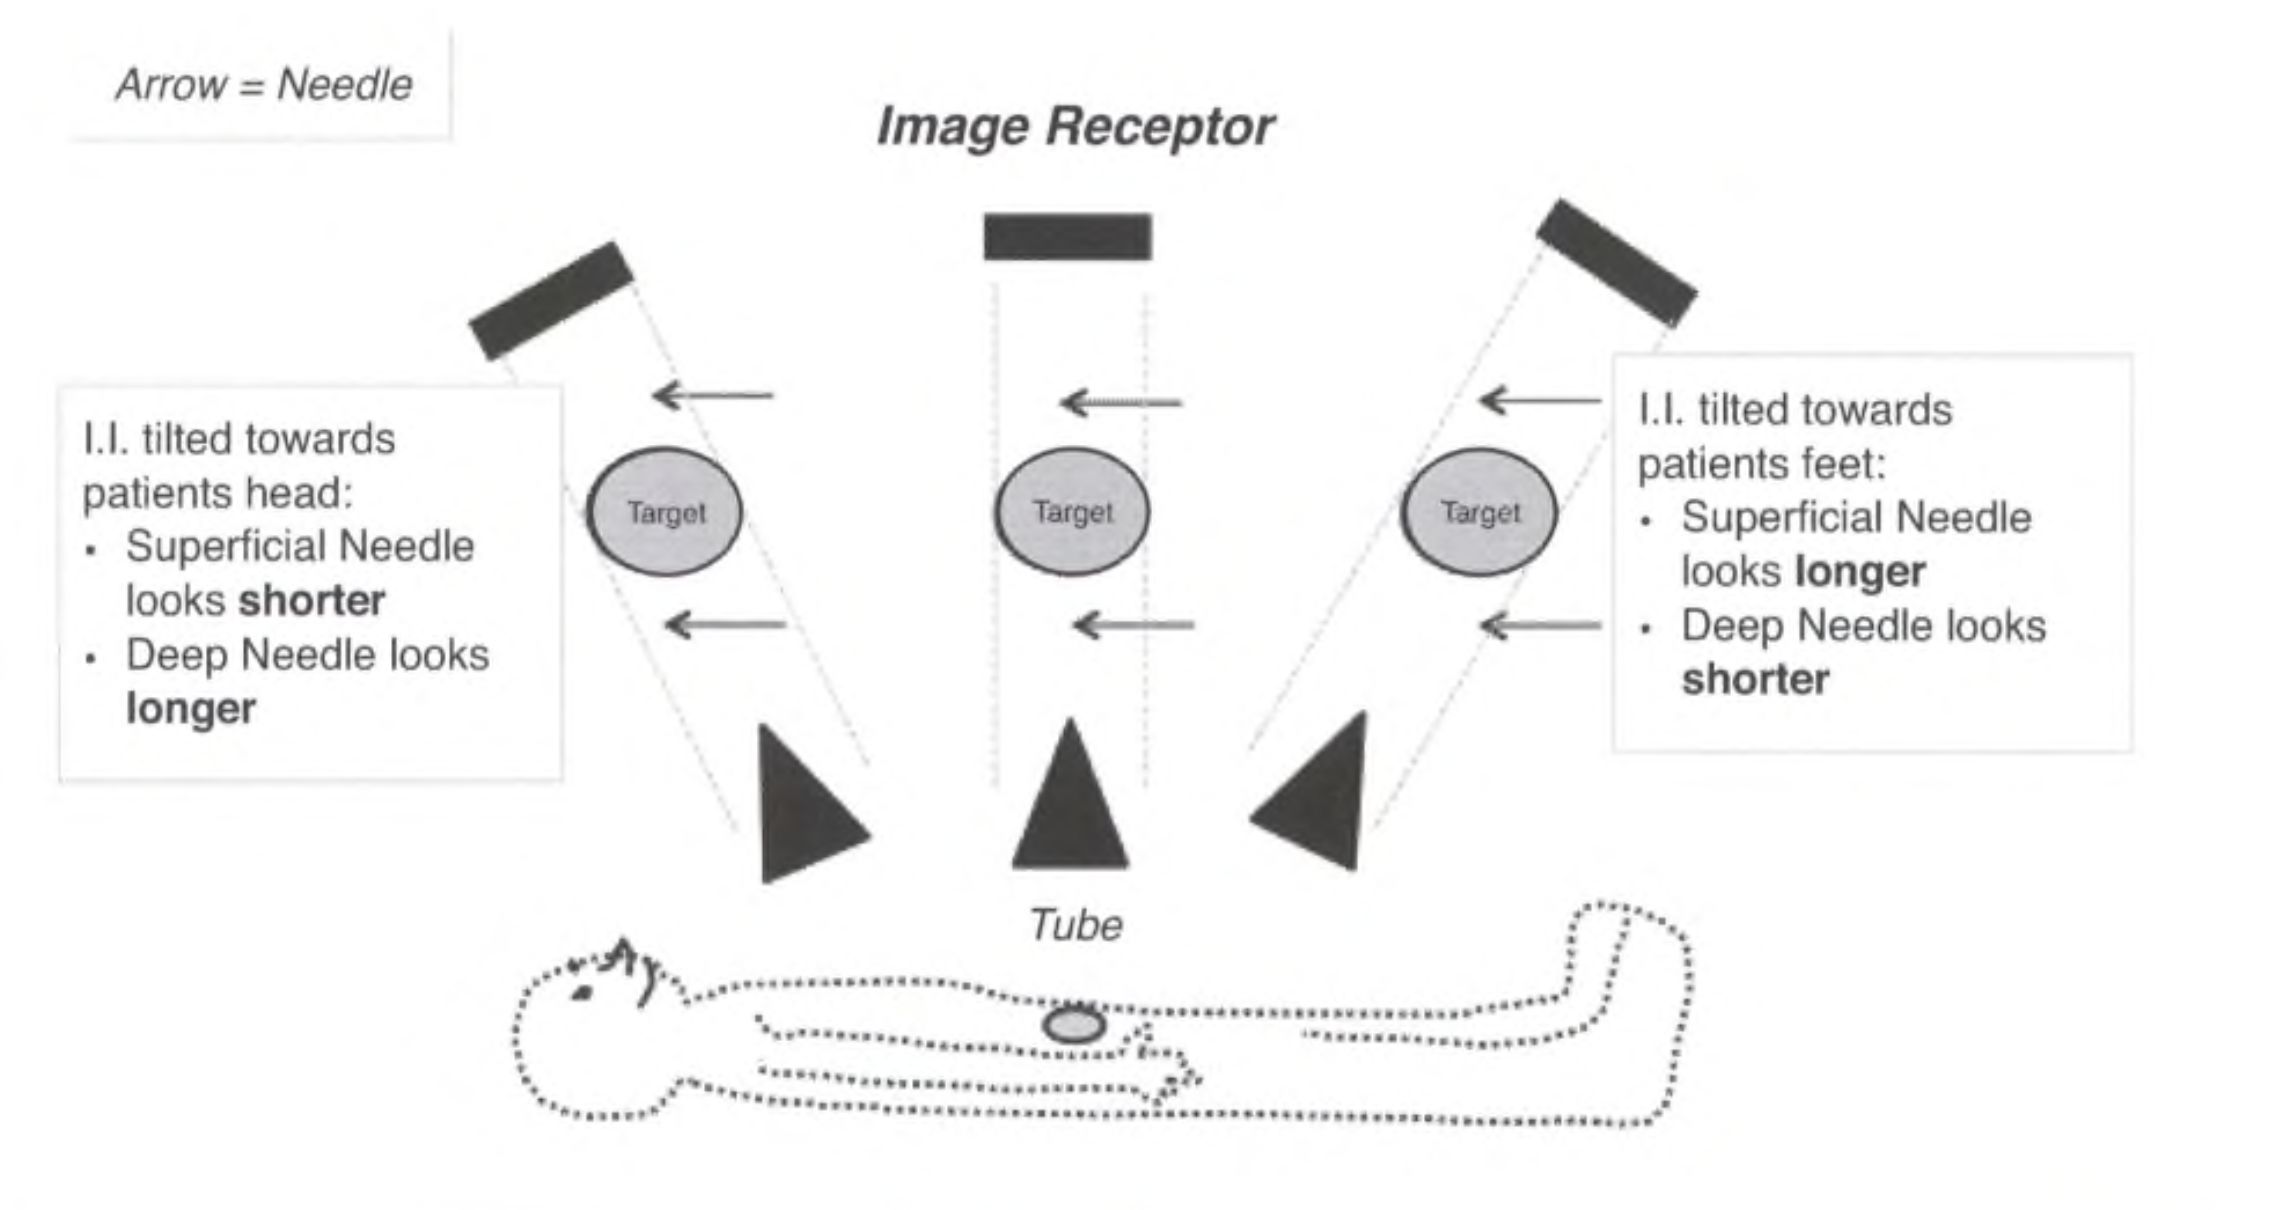 Arrow = Needle
Image Receptor
I.I. tilted towards
patients head:
• Superficial Needle
looks shorter
• Deep Needle looks
longer
Target
Target
Target
I.I. tilted towards
patients feet:
• Superficial Needle
looks longer
• Deep Needle looks
shorter
Tube